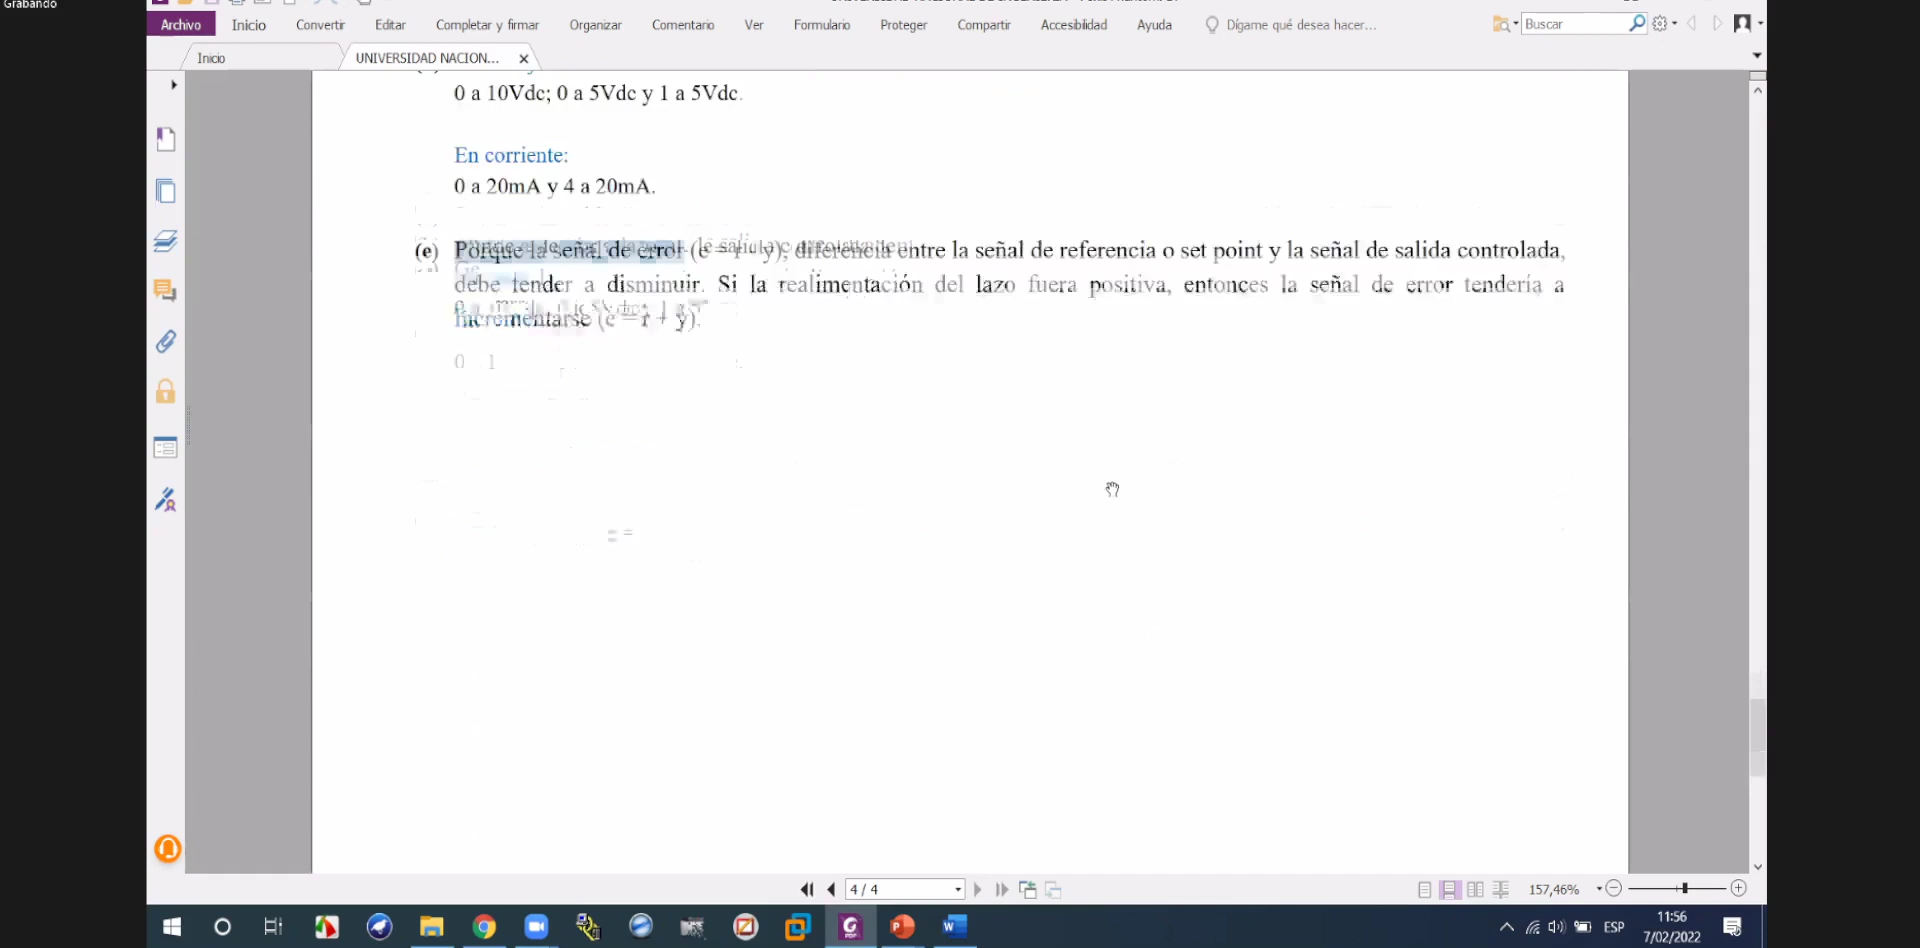 Grabando
Archivo Inicio Convertir Editar Completar y firmar Organizar Comentario Ver Formulario Proteger Compartir Accesibilidad Ayuda Dígame qué desea hacer... Buscar
Inicio UNIVERSIDAD NACION...
0 a 10Vdc; 0 a 5Vdc y 1 a 5Vdc.
En corriente:
0 a 20mA y 4 a 20mA.
(e) Porque la señal de error (e = r - y), diferencia entre la señal de referencia o set point y la señal de salida controlada,
debe tender a disminuir. Si la realimentación del lazo fuera positiva, entonces la señal de error tendería a
incrementarse (e = r + y).
4 / 4 157,46%
ESP 11:56
7/02/2022